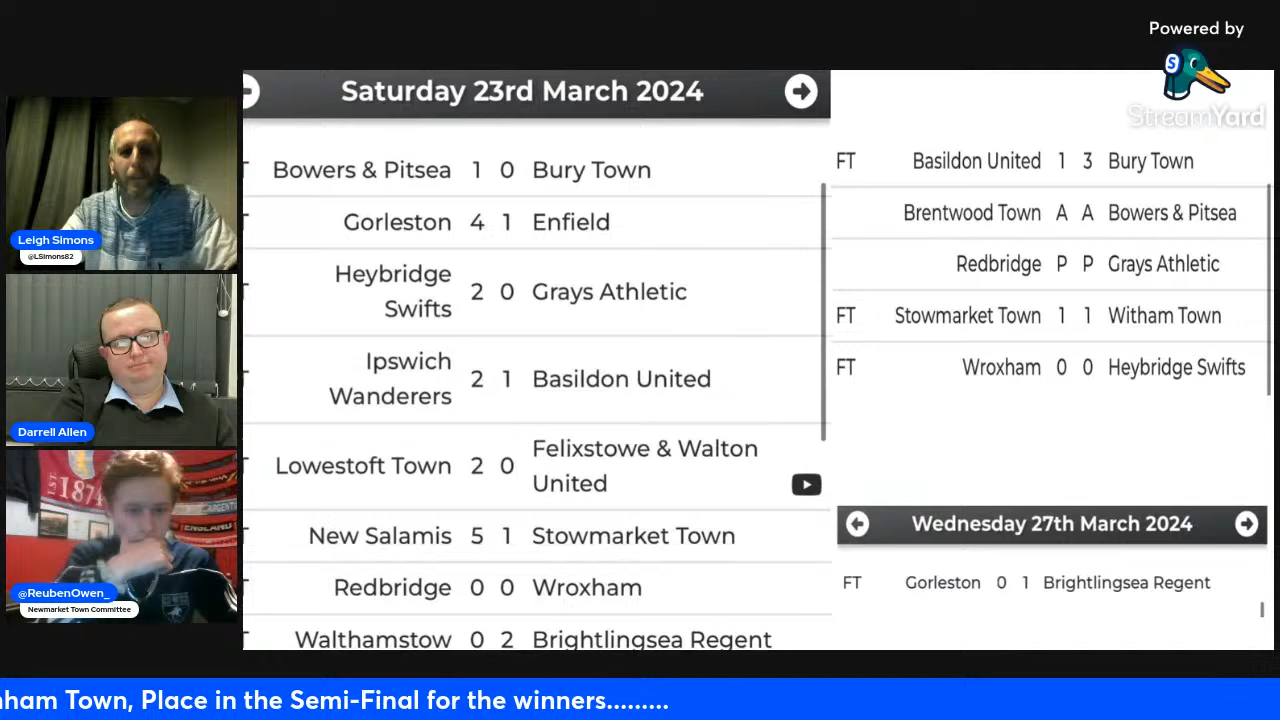 Powered by
StreamYard
Leigh Simons
@LSimons82
Darrell Allen
EST 1874
ENGLAND
@ReubenOwen_
Newmarket Town Committee
Saturday 23rd March 2024
Bowers & Pitsea 1 0 Bury Town
Gorleston 4 1 Enfield
Heybridge
Swifts 2 0 Grays Athletic
Ipswich
Wanderers 2 1 Basildon United
Lowestoft Town 2 0 Felixstowe & Walton
United
New Salamis 5 1 Stowmarket Town
Redbridge 0 0 Wroxham
Walthamstow 0 2 Brightlingsea Regent
FT Basildon United 1 3 Bury Town
Brentwood Town A A Bowers & Pitsea
Redbridge P P Grays Athletic
FT Stowmarket Town 1 1 Witham Town
FT Wroxham 0 0 Heybridge Swifts
Wednesday 27th March 2024
FT Gorleston 0 1 Brightlingsea Regent
nham Town, Place in the Semi-Final for the winners.........